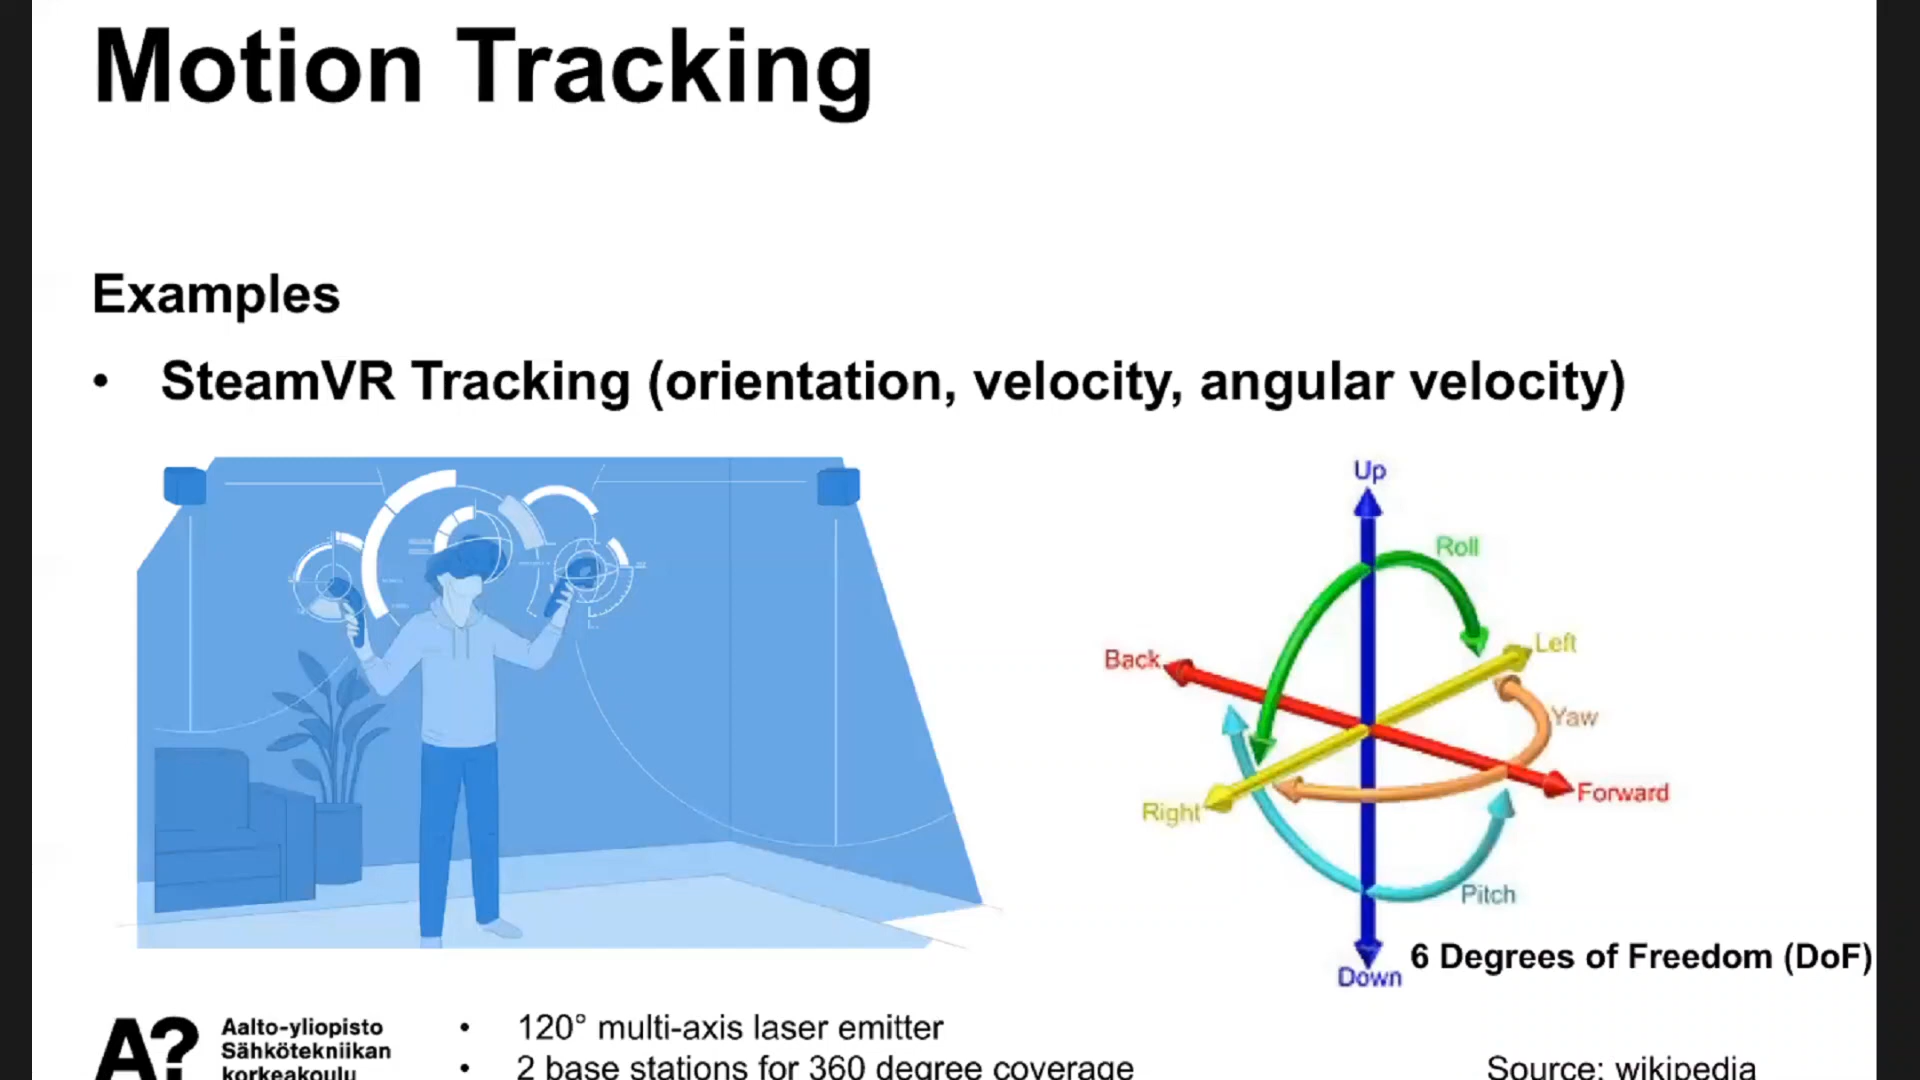 Motion Tracking
Examples
• SteamVR Tracking (orientation, velocity, angular velocity)
Up
Roll
Left
Back
Yaw
Forward
Right
Pitch
6 Degrees of Freedom (DoF)
Down
A?
Aalto-yliopisto
Sähkötekniikan
korkeakoulu
• 120° multi-axis laser emitter
• 2 base stations for 360 degree coverage
Source: wikipedia